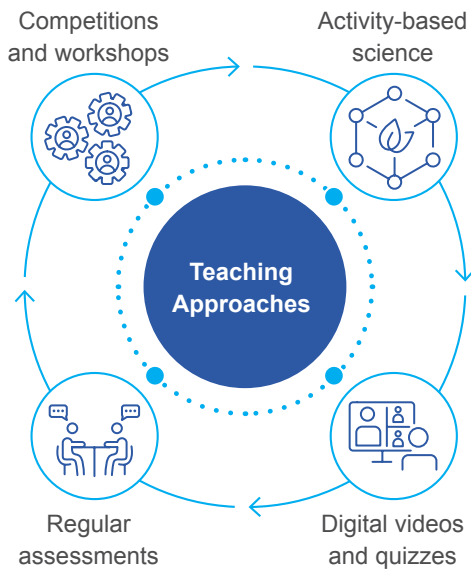 Competitions
and workshops
Activity-based
science
Teaching
Approaches
Regular
assessments
Digital videos
and quizzes